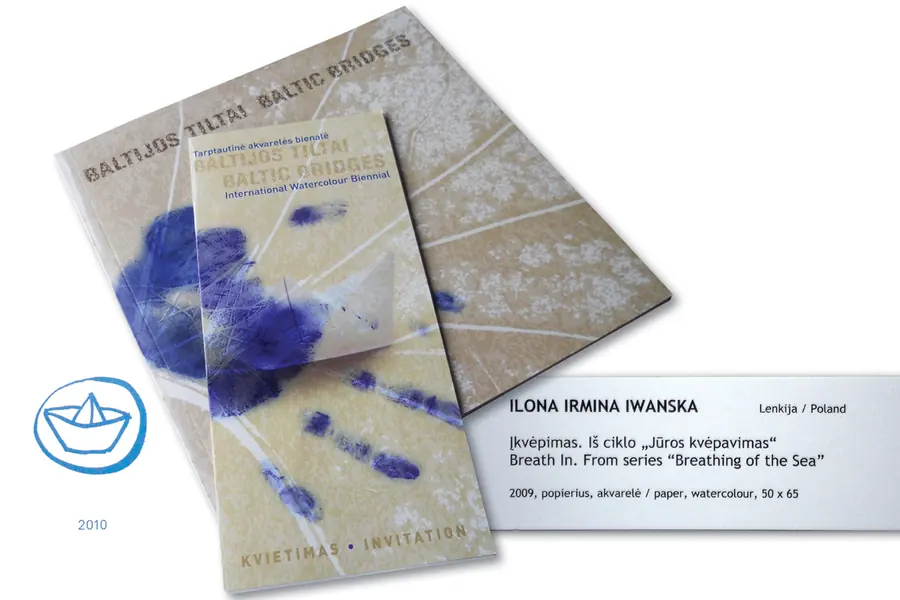 BALTIJOS TILTAI BALTIC BRIDGES
Tarptautinė akvarelės bienalė
BALTIJOS TILTAI
BALTIC BRIDGES
International Watercolour Biennial
KVIETIMAS • INVITATION
ILONA IRMINA IWANSKA Lenkija / Poland
Įkvėpimas. Iš ciklo „Jūros kvėpavimas“
Breath In. From series “Breathing of the Sea”
2009, popierius, akvarelė / paper, watercolour, 50 x 65
2010